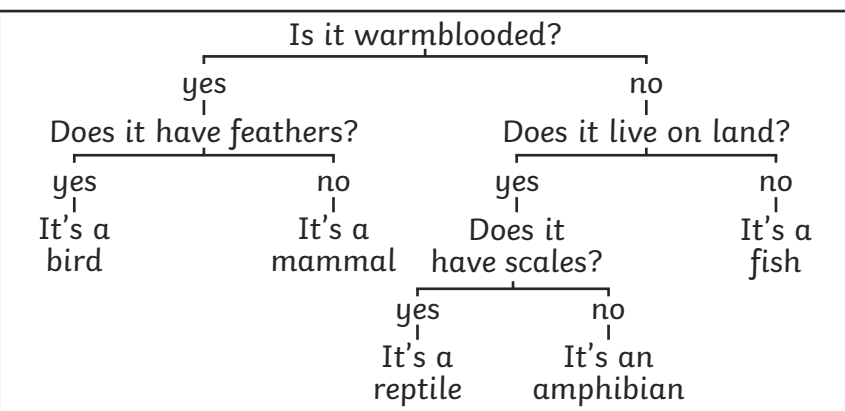 Is it warmblooded?
yes
no
Does it have feathers?
Does it live on land?
yes
no
yes
no
It's a
bird
It's a
mammal
Does it
have scales?
It's a
fish
yes
no
It's a
reptile
It's an
amphibian